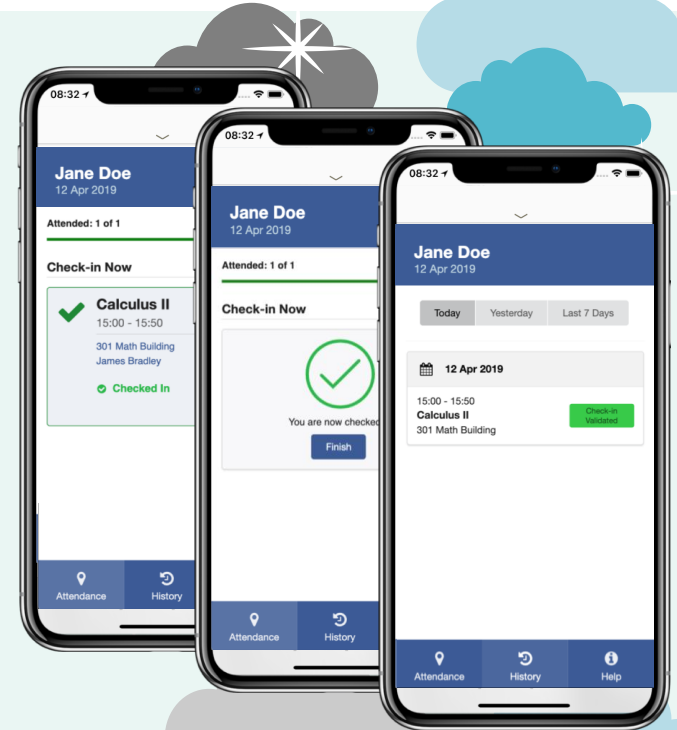 08:32
Jane Doe
12 Apr 2019
Attended: 1 of 1
Check-in Now
Calculus II
15:00 - 15:50
301 Math Building
James Bradley
Checked In
Attendance
History
08:32
Jane Doe
12 Apr 2019
Attended: 1 of 1
Check-in Now
You are now checked
Finish
Attendance
History
08:32
Jane Doe
12 Apr 2019
Today Yesterday Last 7 Days
12 Apr 2019
15:00 - 15:50
Calculus II
301 Math Building
Check-in
Validated
Attendance
History
Help